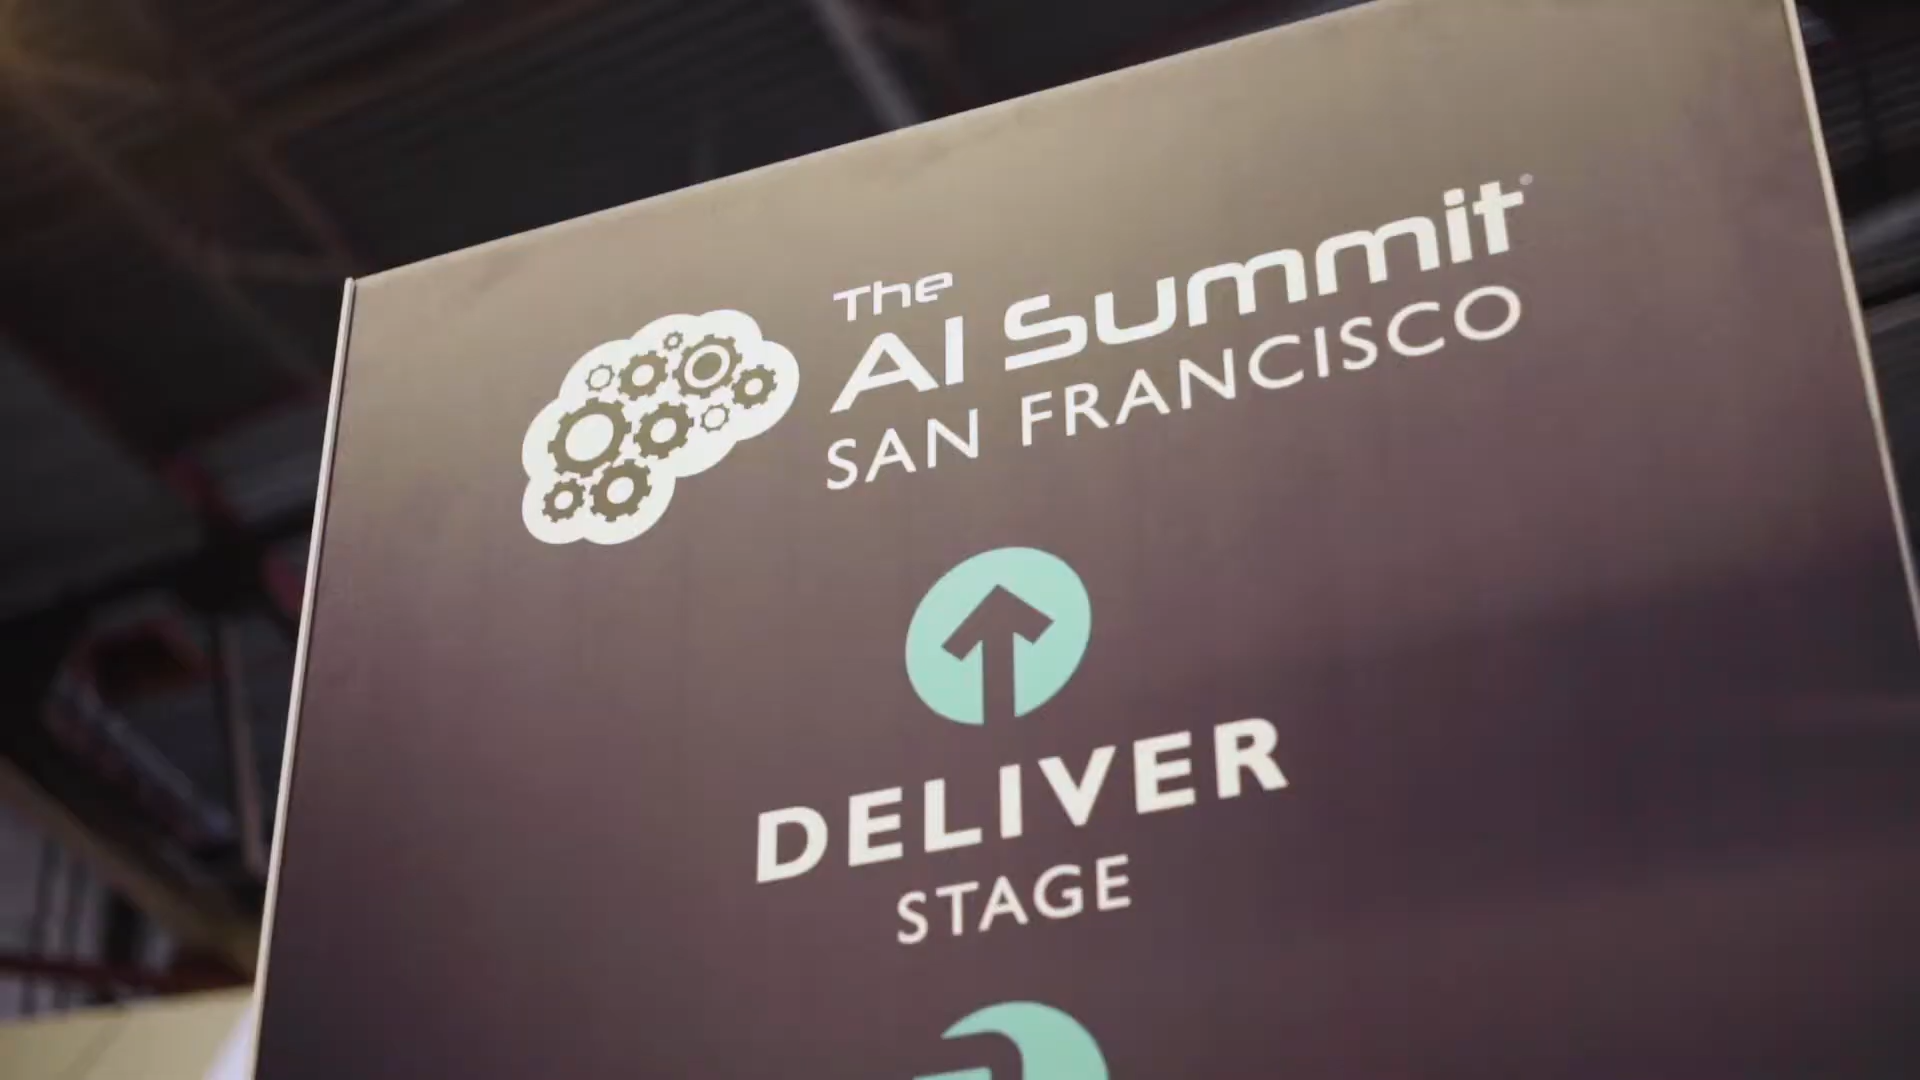 The
AI Summit®
SAN FRANCISCO
DELIVER
STAGE